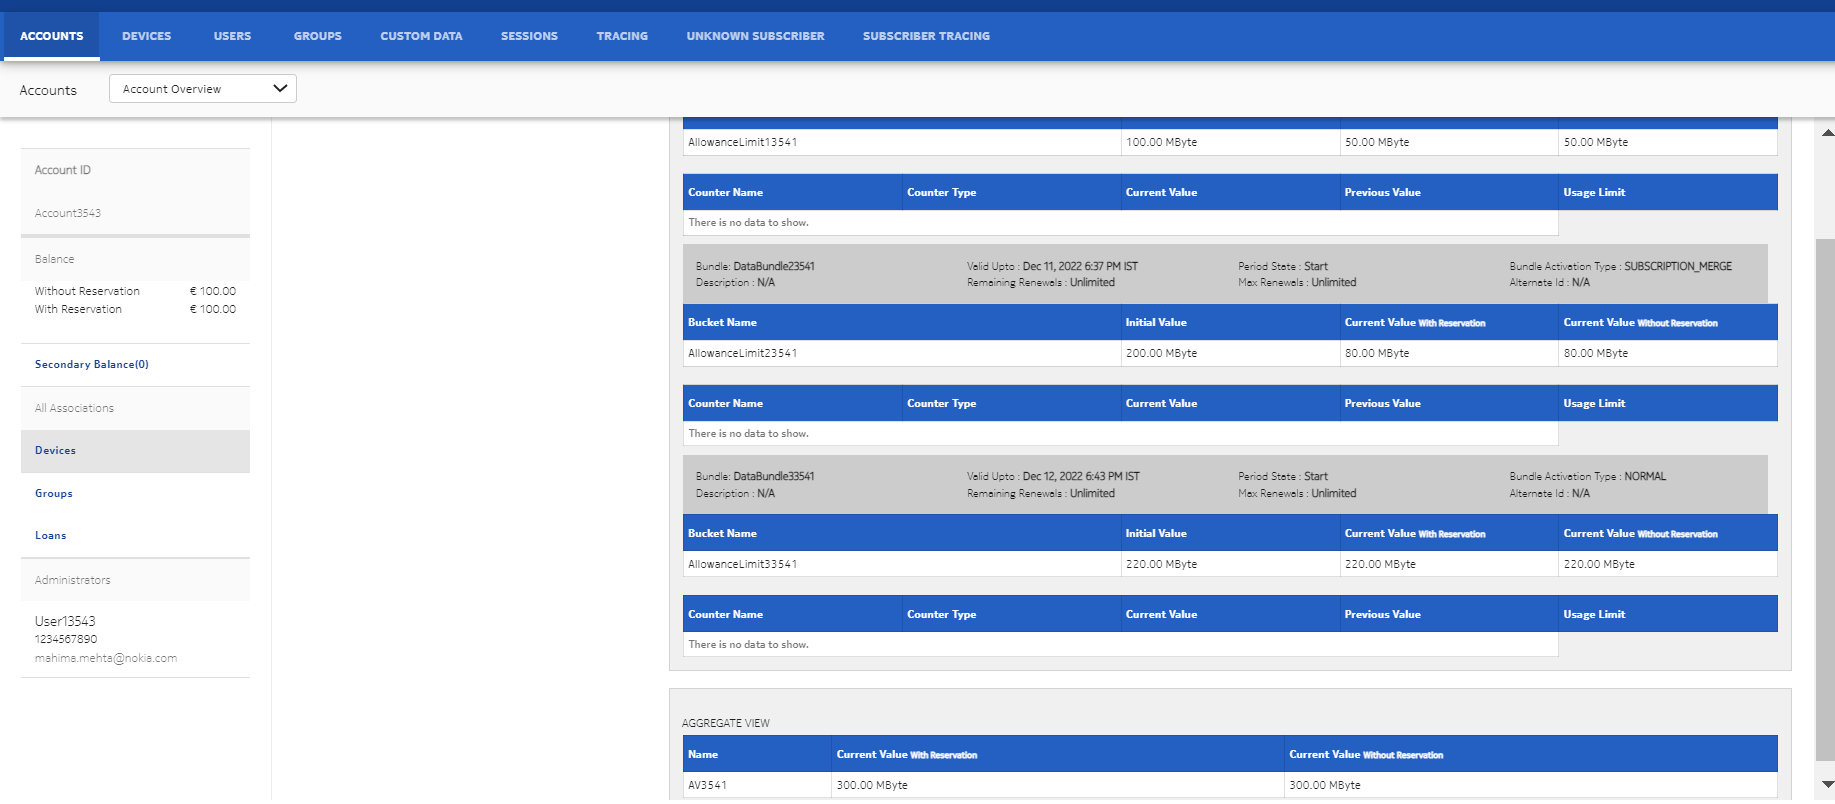 ACCOUNTS DEVICES USERS GROUPS CUSTOM DATA SESSIONS TRACING UNKNOWN SUBSCRIBER SUBSCRIBER TRACING
Accounts Account Overview
Account ID
Account3543
Balance
Without Reservation € 100.00
With Reservation € 100.00
Secondary Balance(0)
All Associations
Devices
Groups
Loans
Administrators
User13543
1234567890
mahima.mehta@nokia.com
AllowanceLimit13541 100.00 MByte 50.00 MByte 50.00 MByte
Counter Name Counter Type Current Value Previous Value Usage Limit
There is no data to show.
Bundle: DataBundle23541 Valid Upto : Dec 11, 2022 6:37 PM IST Period State : Start Bundle Activation Type : SUBSCRIPTION_MERGE
Description : N/A Remaining Renewals : Unlimited Max Renewals : Unlimited Alternate Id : N/A
Bucket Name Initial Value Current Value With Reservation Current Value Without Reservation
AllowanceLimit23541 200.00 MByte 80.00 MByte 80.00 MByte
Counter Name Counter Type Current Value Previous Value Usage Limit
There is no data to show.
Bundle: DataBundle33541 Valid Upto : Dec 12, 2022 6:43 PM IST Period State : Start Bundle Activation Type : NORMAL
Description : N/A Remaining Renewals : Unlimited Max Renewals : Unlimited Alternate Id : N/A
Bucket Name Initial Value Current Value With Reservation Current Value Without Reservation
AllowanceLimit33541 220.00 MByte 220.00 MByte 220.00 MByte
Counter Name Counter Type Current Value Previous Value Usage Limit
There is no data to show.
AGGREGATE VIEW
Name Current Value With Reservation Current Value Without Reservation
AV3541 300.00 MByte 300.00 MByte